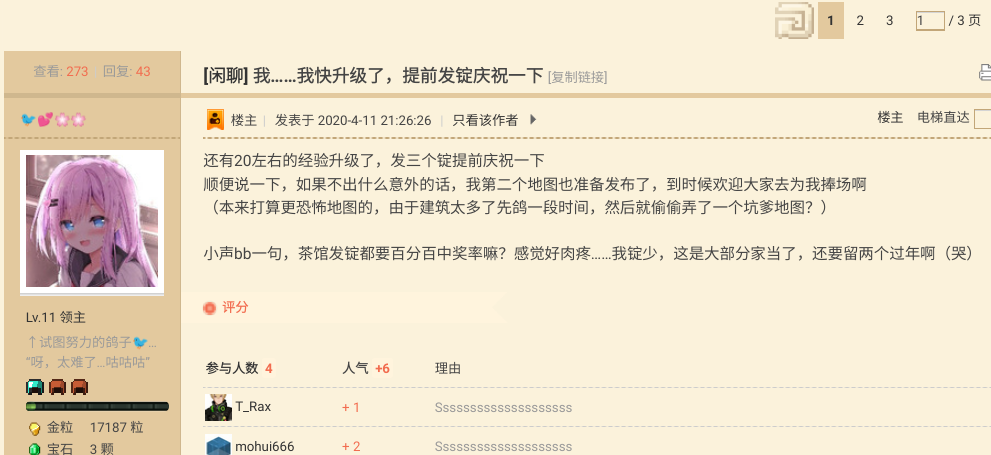 1 2 3 1 / 3 页
查看: 273 回复: 43
[闲聊] 我……我快升级了，提前发锭庆祝一下 [复制链接]
🐦💕🌸🌸
楼主 | 发表于 2020-4-11 21:26:26 | 只看该作者
楼主 电梯直达
还有20左右的经验升级了，发三个锭提前庆祝一下
顺便说一下，如果不出什么意外的话，我第二个地图也准备发布了，到时候欢迎大家去为我捧场啊
（本来打算更恐怖地图的，由于建筑太多了先鸽一段时间，然后就偷偷弄了一个坑爹地图？）
小声bb一句，茶馆发锭都要百分百中奖率嘛？感觉好肉疼……我锭少，这是大部分家当了，还要留两个过年啊（哭）
Lv.11 领主
↑试图努力的鸽子🐦...
“呀，太难了...咕咕咕”
金粒 17187 粒
宝石 3 颗
评分
参与人数 4 人气 +6 理由
T_Rax + 1 Ssssssssssssssssssss
mohui666 + 2 Ssssssssssssssssssss